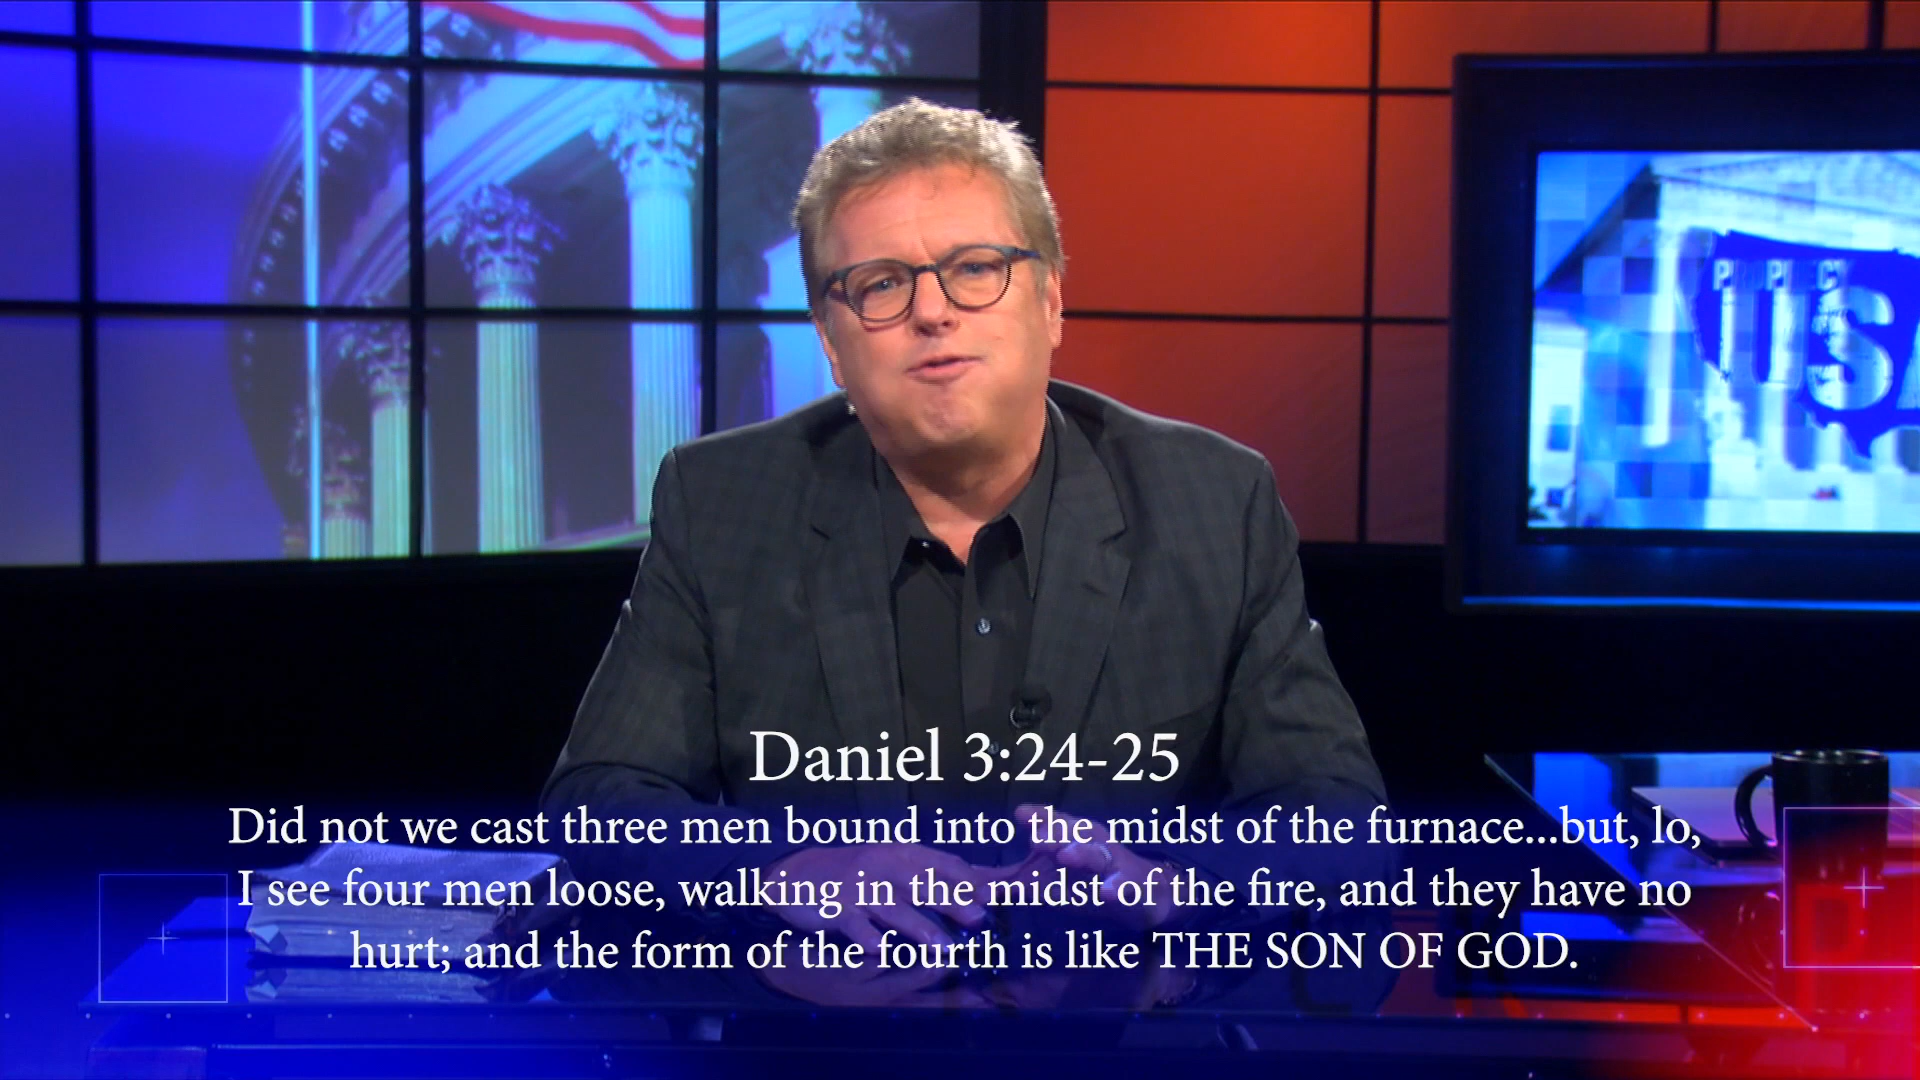 PROPHECY
USA
Daniel 3:24-25
Did not we cast three men bound into the midst of the furnace...but, lo,
I see four men loose, walking in the midst of the fire, and they have no
hurt; and the form of the fourth is like THE SON OF GOD.